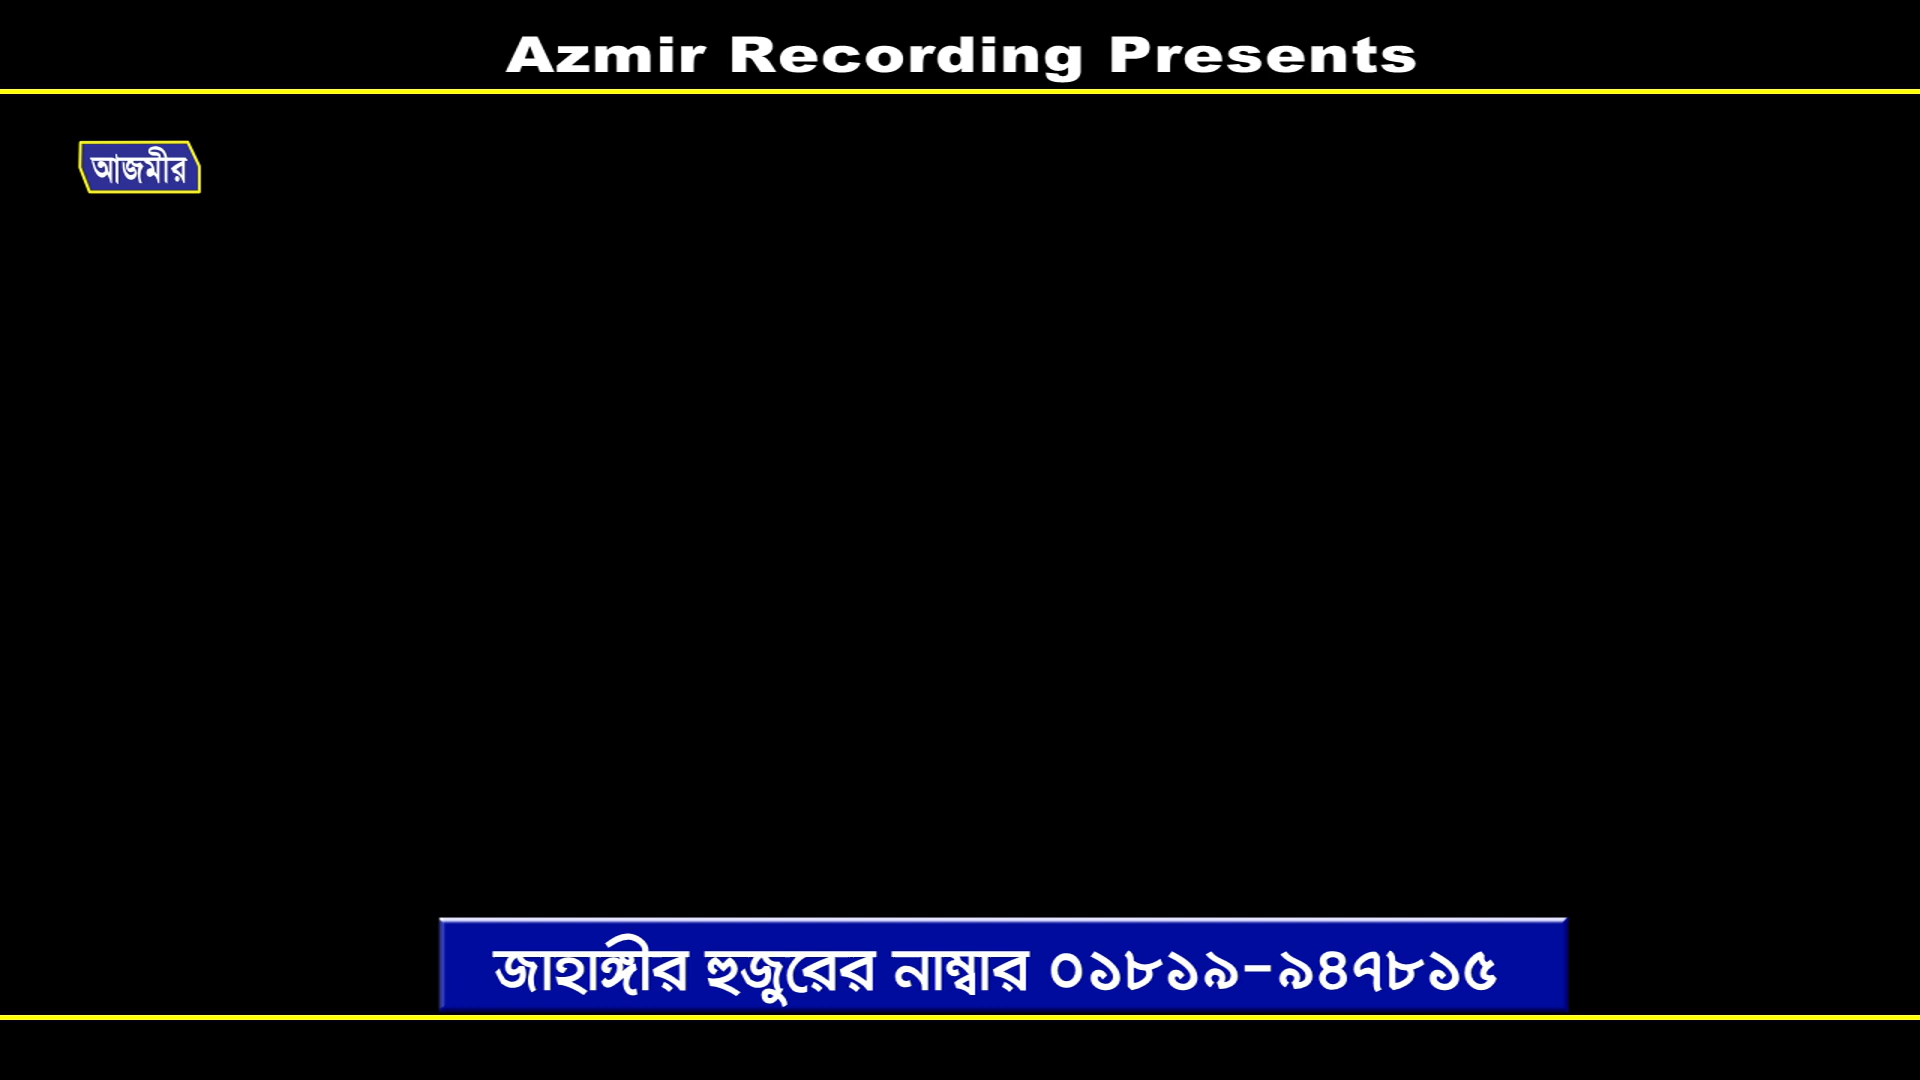 Azmir Recording Presents
আজমীর
জাহাঙ্গীর হুজুরের নাম্বার ০১৮১৯-৯৪৭৮১৫